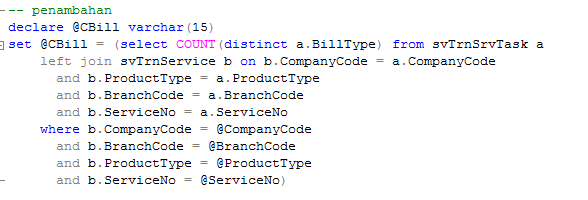 -- penambahan
declare @CBill varchar(15)
set @CBill = (select COUNT(distinct a.BillType) from svTrnSrvTask a
left join svTrnService b on b.CompanyCode = a.CompanyCode
and b.ProductType = a.ProductType
and b.BranchCode = a.BranchCode
and b.ServiceNo = a.ServiceNo
where b.CompanyCode = @CompanyCode
and b.BranchCode = @BranchCode
and b.ProductType = @ProductType
and b.ServiceNo = @ServiceNo)